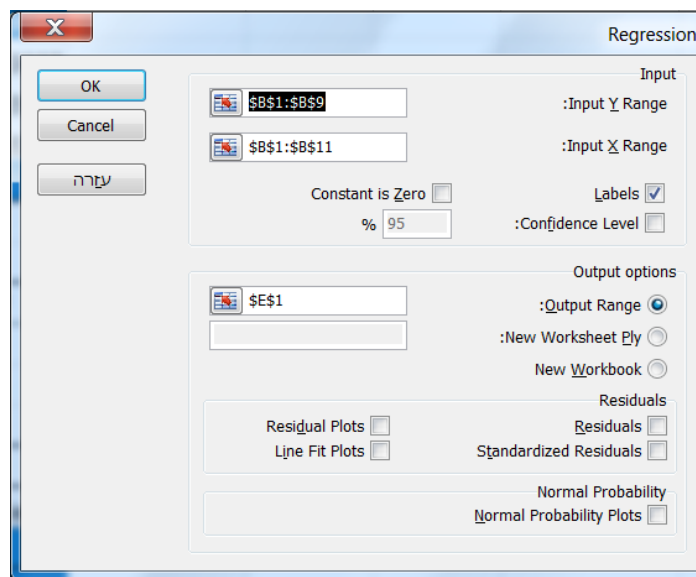 Regression
Input
OK
Cancel
עזרה
:Input Y Range
$B$1:$B$9
:Input X Range
$B$1:$B$11
Labels
Constant is Zero
:Confidence Level
95
%
Output options
:Output Range
$E$1
:New Worksheet Ply
New Workbook
Residuals
Residuals
Residual Plots
Standardized Residuals
Line Fit Plots
Normal Probability
Normal Probability Plots